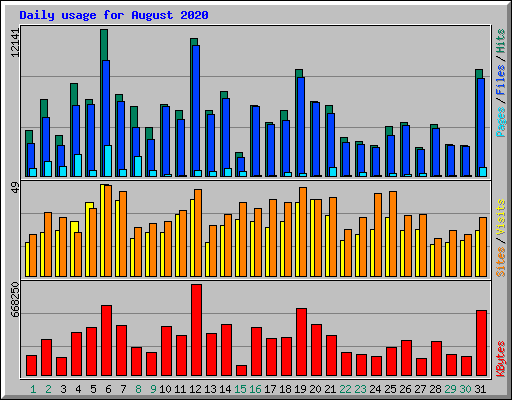 Daily usage for August 2020
12141
Pages / Files / Hits
49
Sites / Visits
668250
KBytes
1 2 3 4 5 6 7 8 9 10 11 12 13 14 15 16 17 18 19 20 21 22 23 24 25 26 27 28 29 30 31